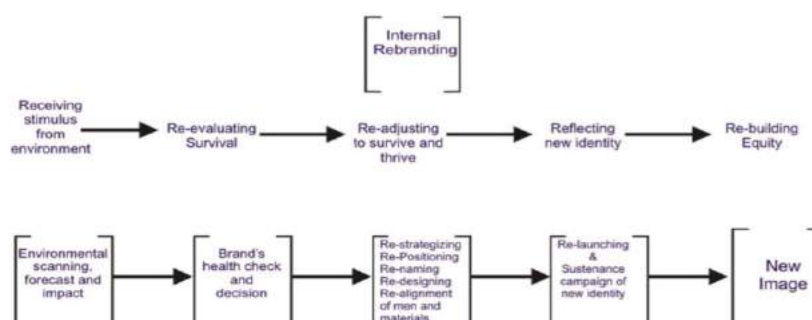 Internal
Rebranding
Receiving
stimulus
from
environment
Re-evaluating
Survival
Re-adjusting
to survive and
thrive
Reflecting
new identity
Re-building
Equity
Environmental
scanning,
forecast and
impact
Brand's
health check
and
decision
Re-strategizing
Re-Positioning
Re-naming
Re-designing
Re-alignment
of men and
materials
Re-launching
&
Sustenance
campaign of
new identity
New
Image